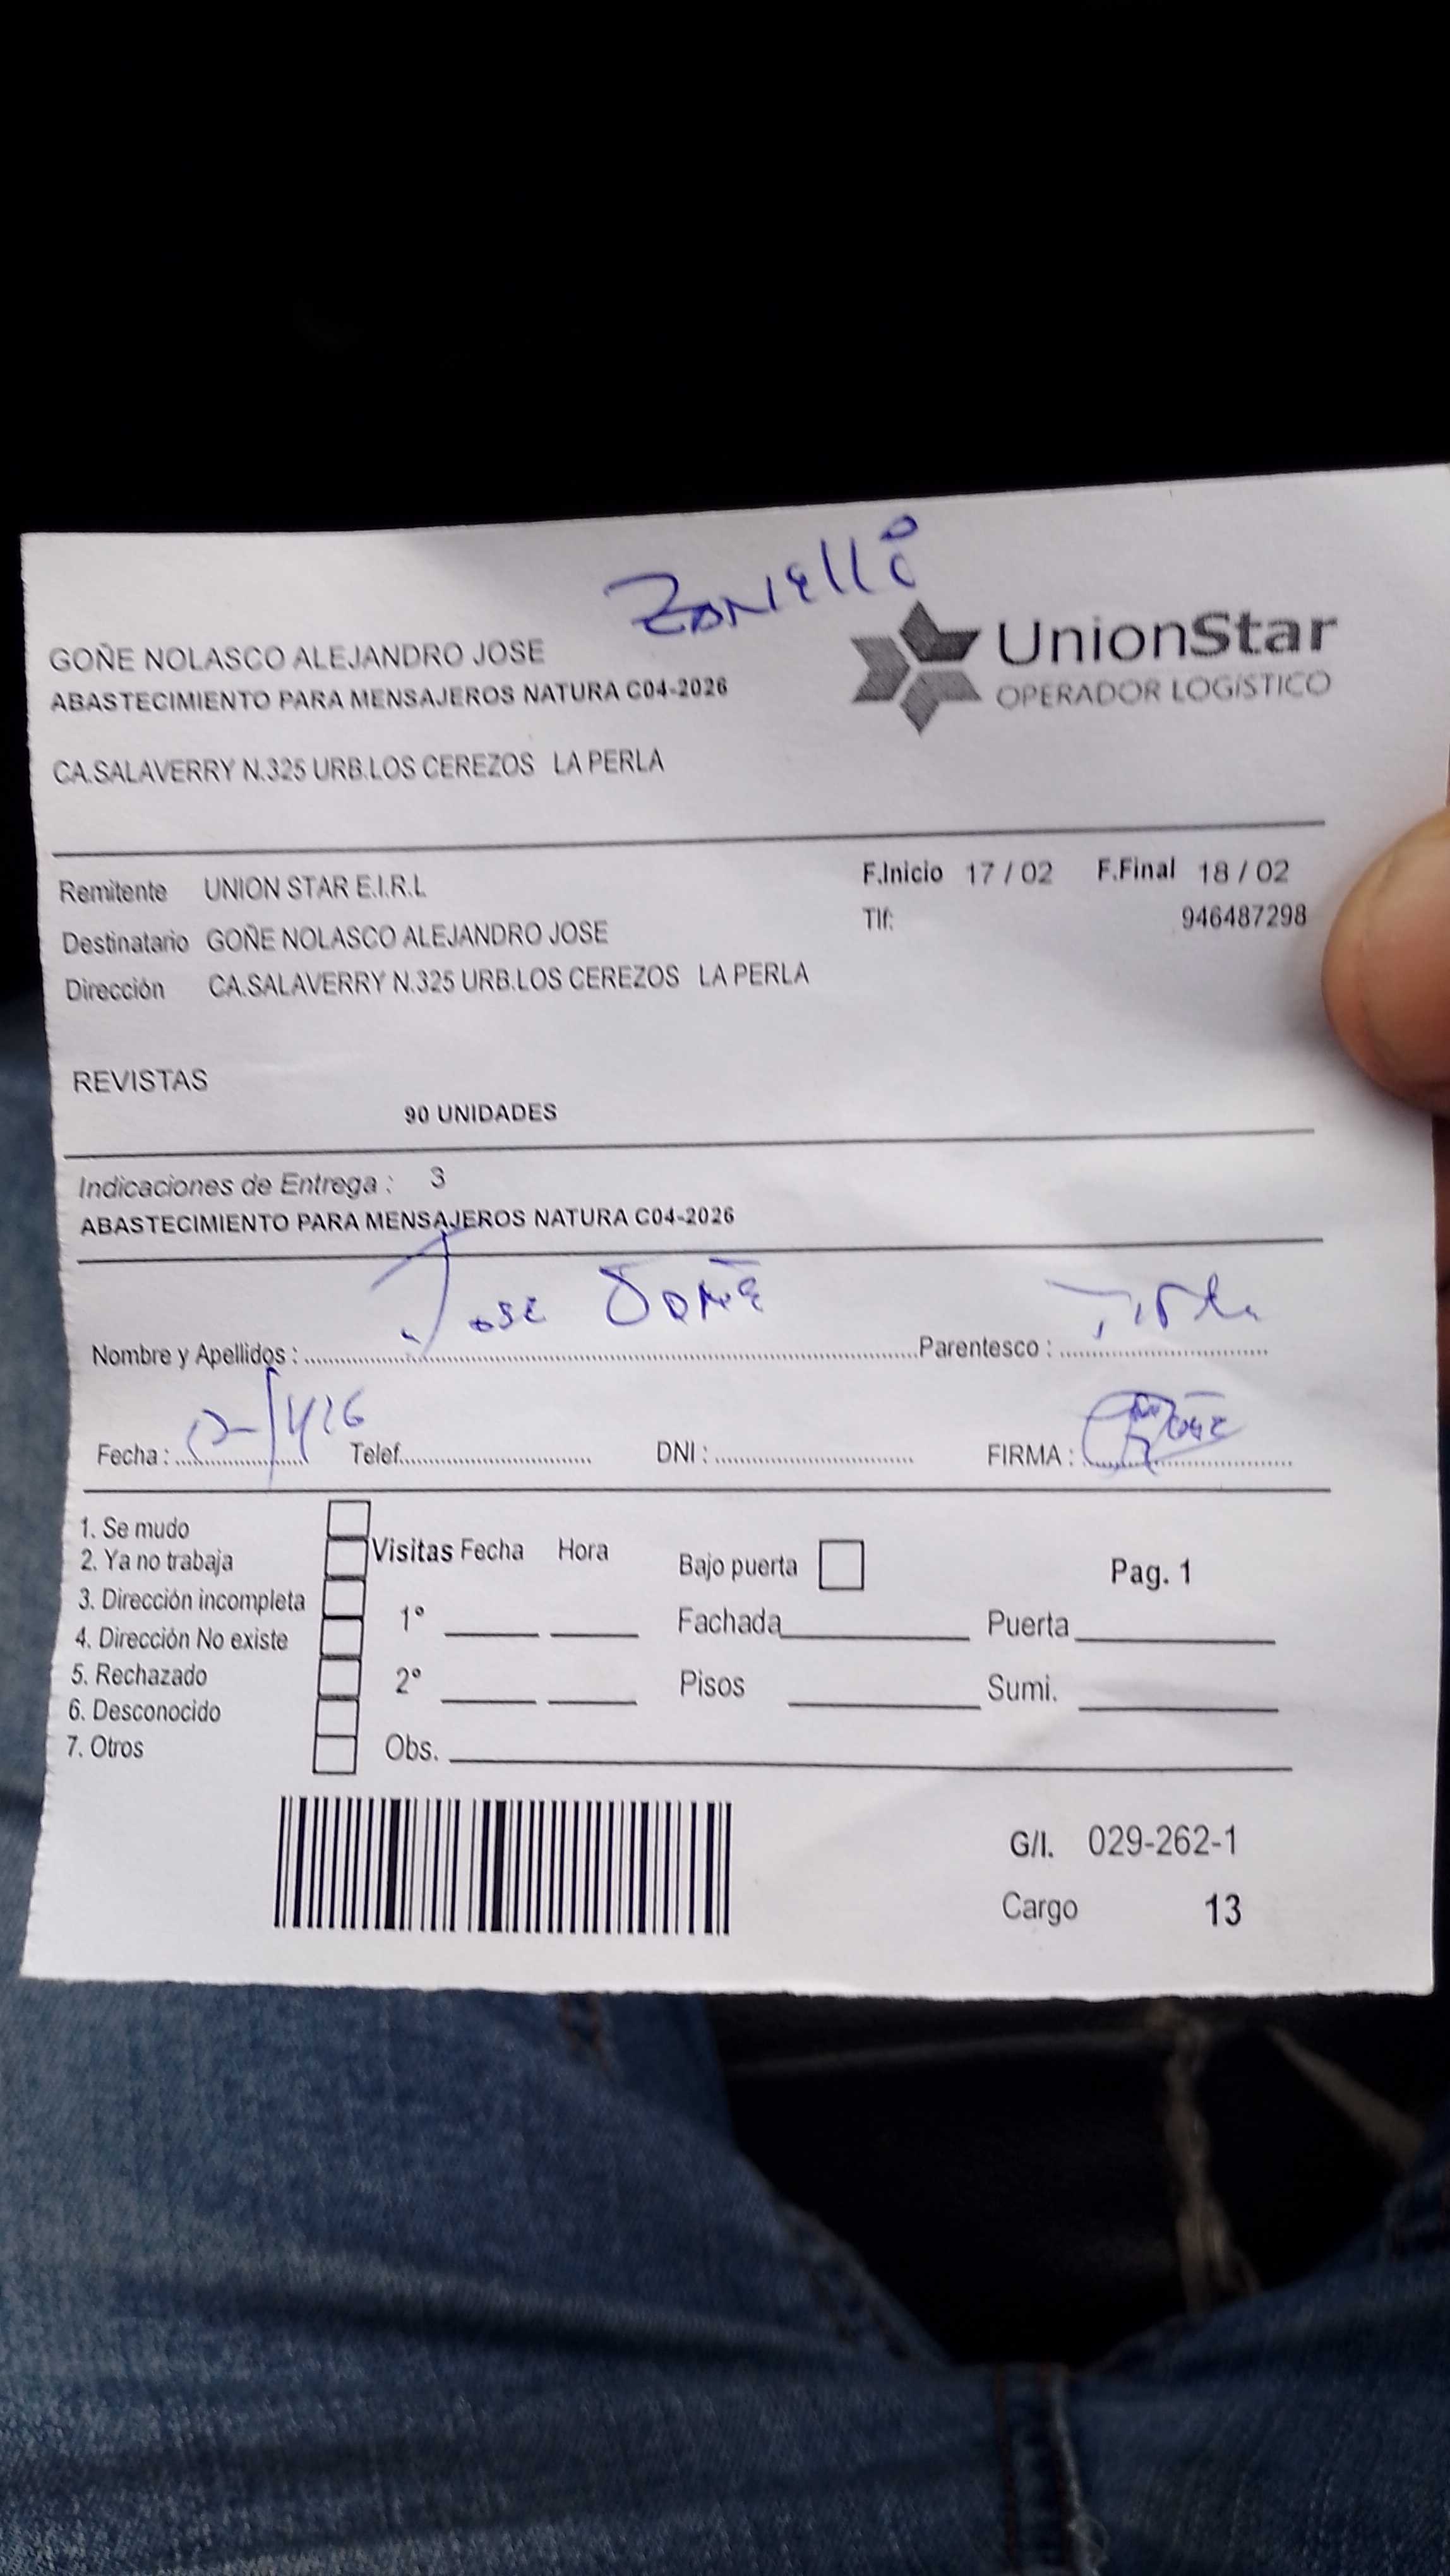 Zoniello
GOÑE NOLASCO ALEJANDRO JOSE
ABASTECIMIENTO PARA MENSAJEROS NATURA C04-2026
UnionStar
OPERADOR LOGÍSTICO
CA.SALAVERRY N.325 URB.LOS CEREZOS LA PERLA
Remitente UNION STAR E.I.R.L
F.Inicio 17 / 02 F.Final 18 / 02
Destinatario GOÑE NOLASCO ALEJANDRO JOSE
Tlf: 946487298
Dirección CA.SALAVERRY N.325 URB.LOS CEREZOS LA PERLA
REVISTAS
90 UNIDADES
Indicaciones de Entrega : 3
ABASTECIMIENTO PARA MENSAJEROS NATURA C04-2026
Nombre y Apellidos : Jose Goñe Parentesco :
Fecha : Telef. DNI : FIRMA :
1. Se mudo
2. Ya no trabaja
3. Dirección incompleta
4. Dirección No existe
5. Rechazado
6. Desconocido
7. Otros
Visitas Fecha Hora
1°
2°
Obs.
Bajo puerta
Pag. 1
Fachada Puerta
Pisos Sumi.
G/I. 029-262-1
Cargo 13